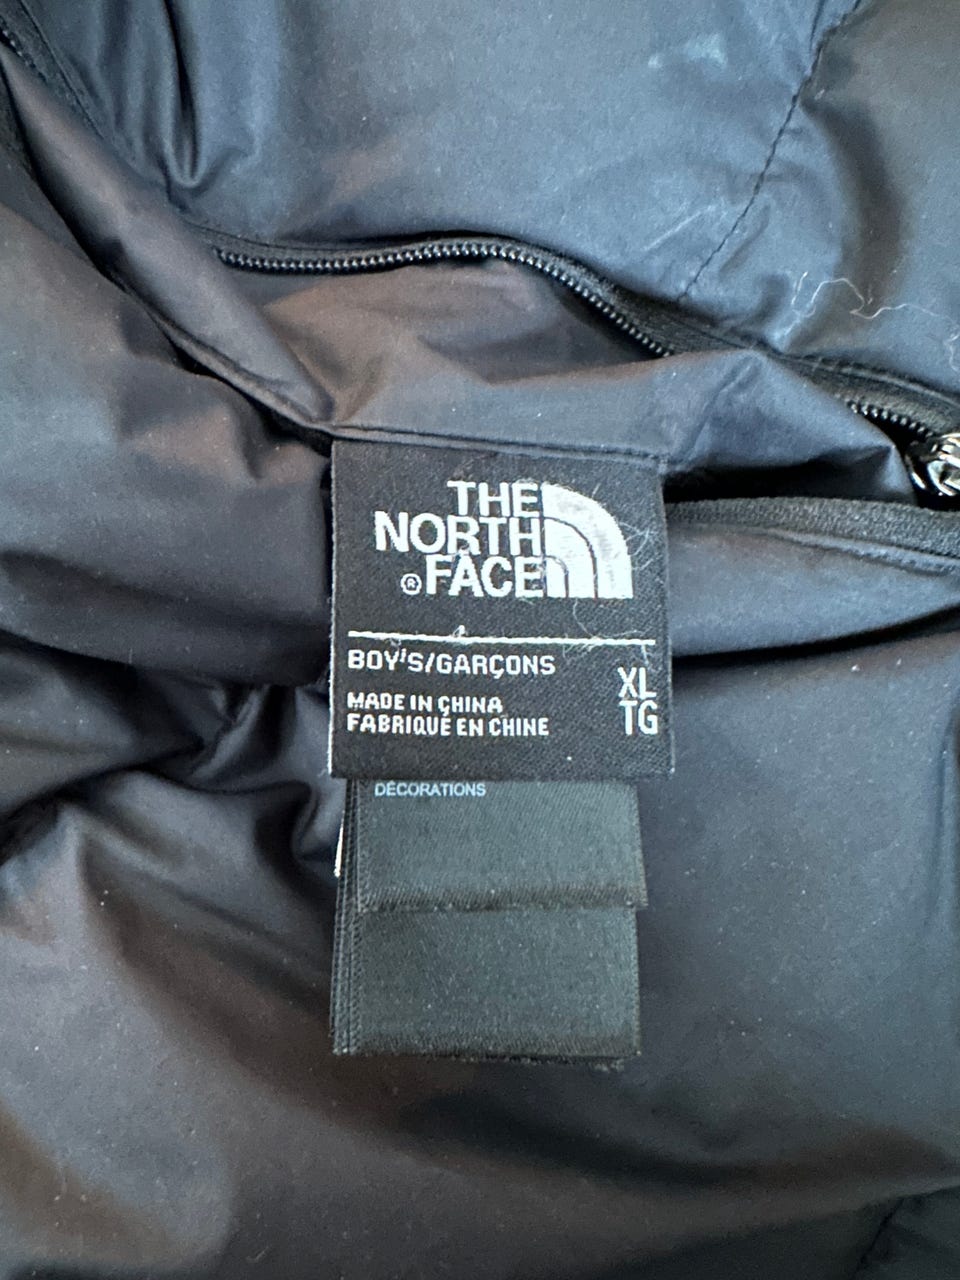 THE
NORTH
® FACE
BOY'S/GARÇONS
XL
TG
MADE IN CHINA
FABRIQUÉ EN CHINE
DÉCORATIONS